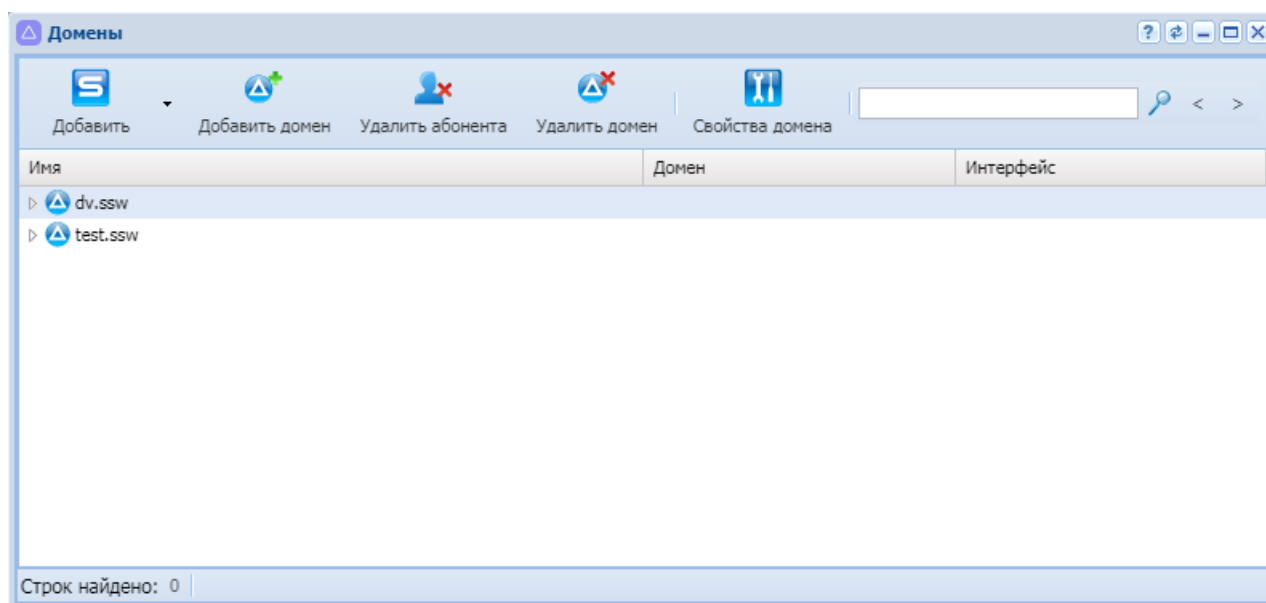 Домены
Добавить Добавить домен Удалить абонента Удалить домен Свойства домена < >
Имя Домен Интерфейс
dv.ssw
test.ssw
Строк найдено: 0